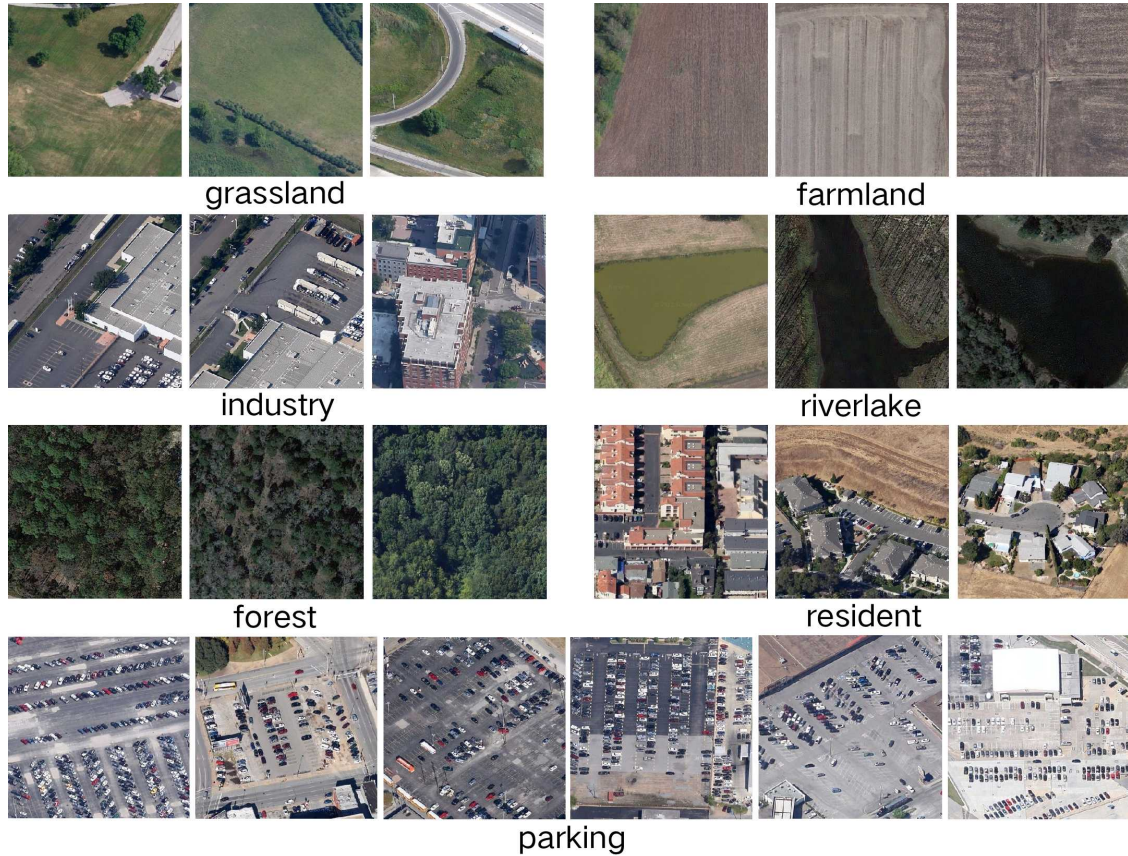 grassland
farmland
industry
riverlake
forest
resident
parking